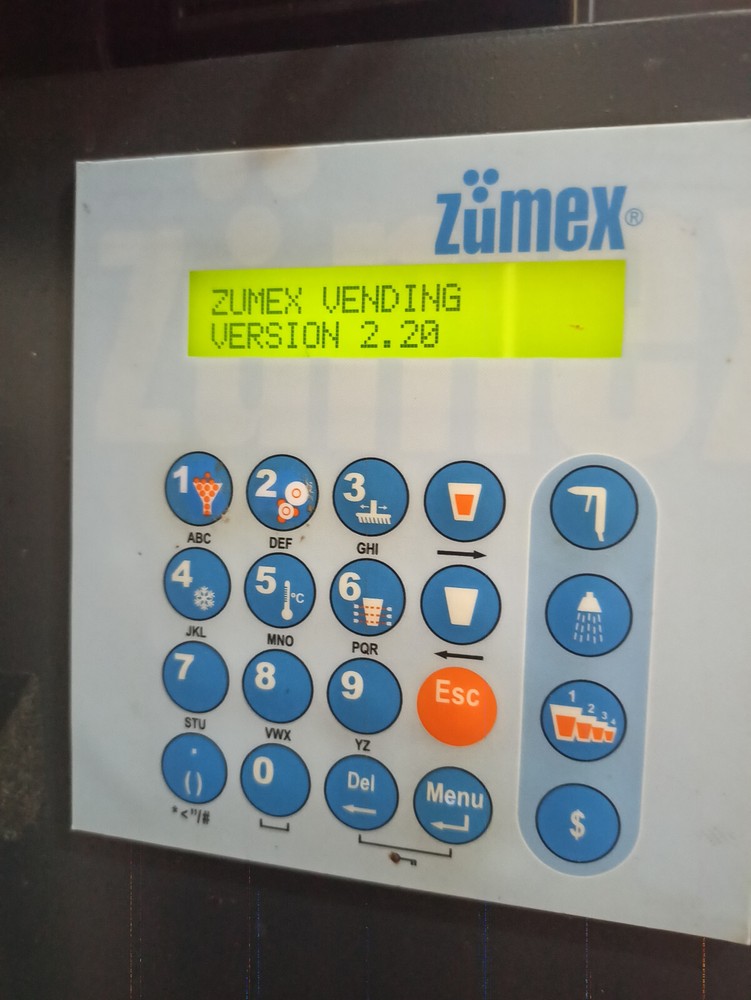 zümex®
ZUMEX VENDING
VERSION 2.20
1 2 3
ABC DEF GHI
4 5 °C 6
JKL MNO PQR
7 8 9 Esc
STU VWX YZ
. () 0 Del Menu
*<"/#
1 2 3 4
$